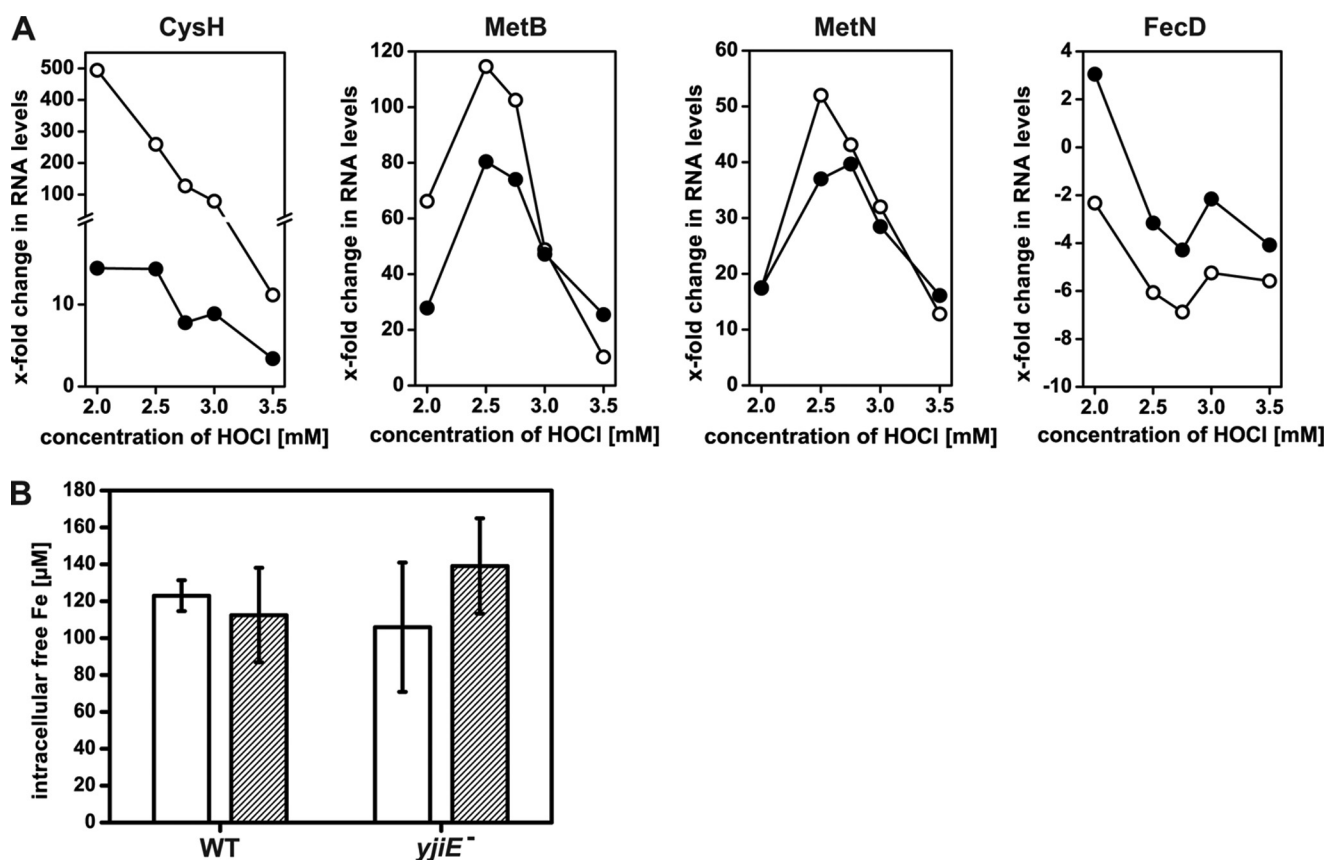 A
CysH
MetB
MetN
FecD
x-fold change in RNA levels
500
400
300
200
100
10
0
2.0 2.5 3.0 3.5
concentration of HOCl [mM]
x-fold change in RNA levels
120
100
80
60
40
20
0
2.0 2.5 3.0 3.5
concentration of HOCl [mM]
x-fold change in RNA levels
60
50
40
30
20
10
0
2.0 2.5 3.0 3.5
concentration of HOCl [mM]
x-fold change in RNA levels
4
2
0
-2
-4
-6
-8
-10
2.0 2.5 3.0 3.5
concentration of HOCl [mM]
B
intracellular free Fe [µM]
180
160
140
120
100
80
60
40
20
0
WT yjiE⁻